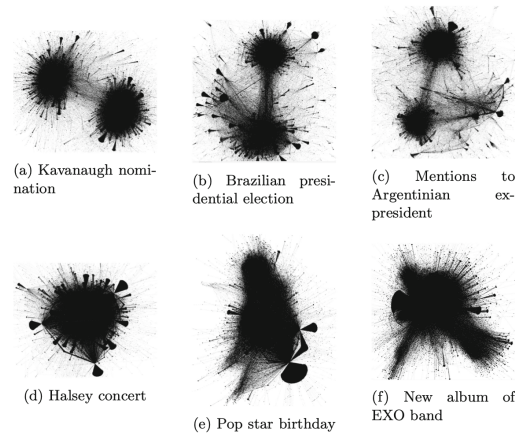 (a) Kavanaugh nomi-
nation
(b) Brazilian presi-
dential election
(c) Mentions to
Argentinian ex-
president
(d) Halsey concert
(e) Pop star birthday
(f) New album of
EXO band